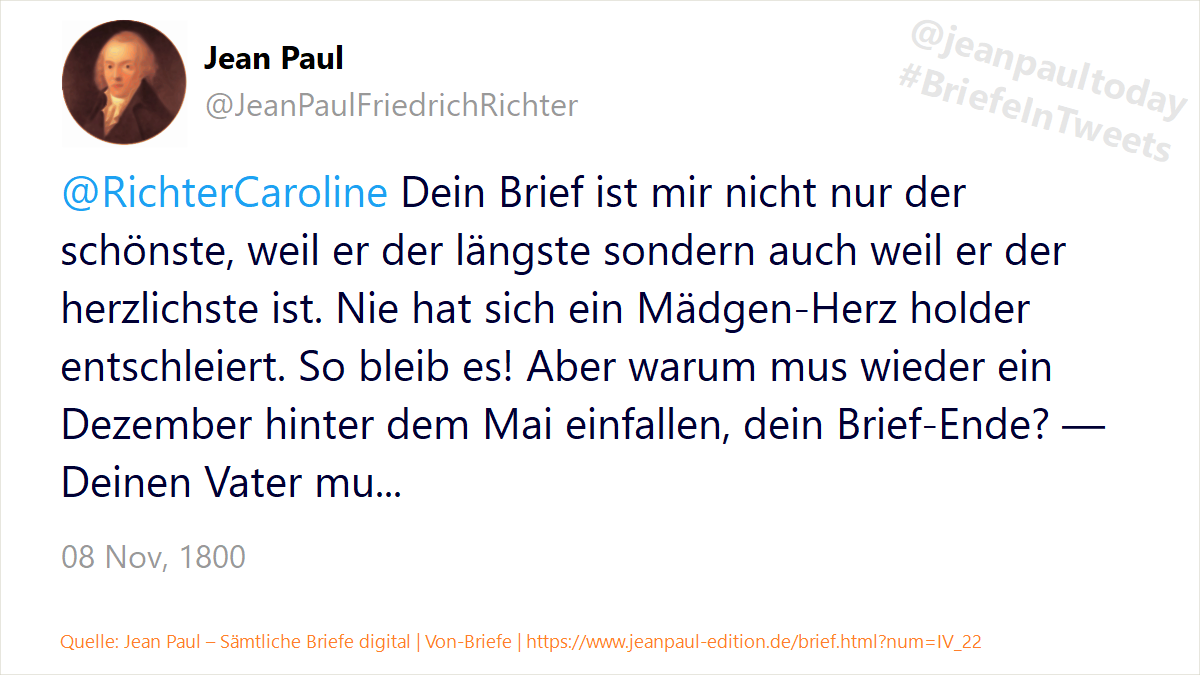 Jean Paul
@JeanPaulFriedrichRichter
@jeanpaultoday
#BriefeInTweets
@RichterCaroline Dein Brief ist mir nicht nur der
schönste, weil er der längste sondern auch weil er der
herzlichste ist. Nie hat sich ein Mädgen-Herz holder
entschleiert. So bleib es! Aber warum mus wieder ein
Dezember hinter dem Mai einfallen, dein Brief-Ende? —
Deinen Vater mu...
08 Nov, 1800
Quelle: Jean Paul – Sämtliche Briefe digital | Von-Briefe | https://www.jeanpaul-edition.de/brief.html?num=IV_22